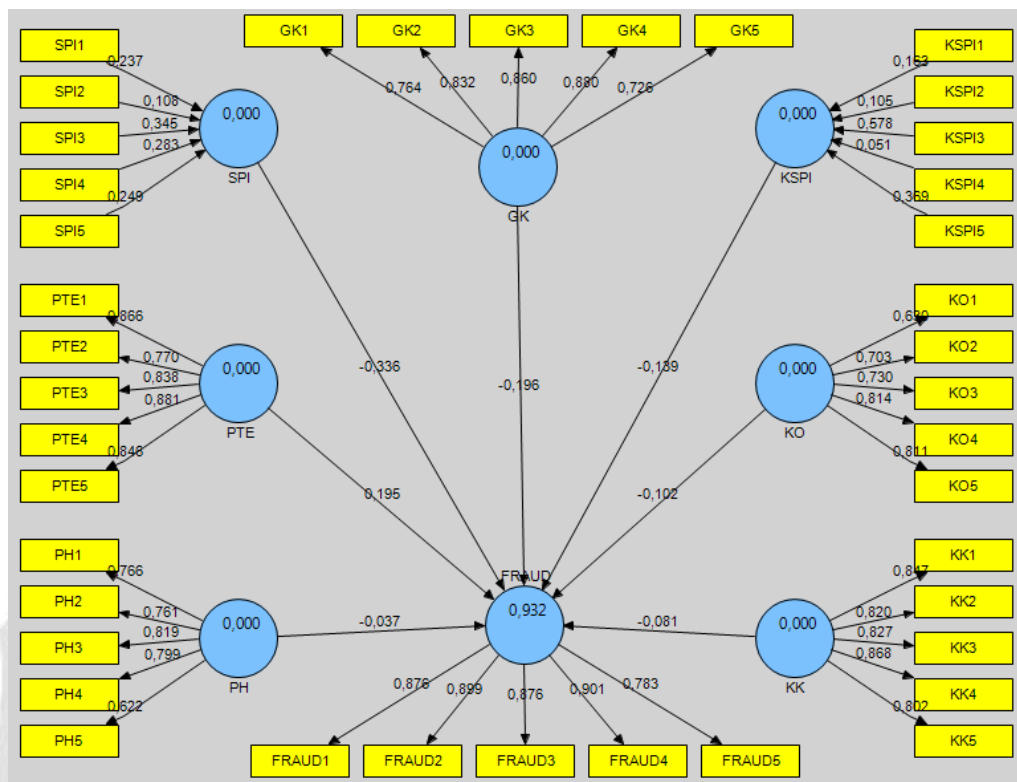 GK1 GK2 GK3 GK4 GK5
0,764 0,832 0,860 0,880 0,726
0,000
GK
SPI1
SPI2
SPI3
SPI4
SPI5
0,237
0,108
0,345
0,283
0,249
0,000
SPI
KSPI1
KSPI2
KSPI3
KSPI4
KSPI5
0,105
0,578
0,051
0,369
0,000
KSPI
PTE1
PTE2
PTE3
PTE4
PTE5
0,866
0,770
0,838
0,881
0,000
PTE
KO1
KO2
KO3
KO4
KO5
0,703
0,730
0,814
0,811
0,000
KO
-0,336
-0,196
-0,139
0,195
-0,102
-0,037
-0,081
PH1
PH2
PH3
PH4
PH5
0,766
0,761
0,819
0,799
0,622
0,000
PH
FRAUD
0,932
KK1
KK2
KK3
KK4
KK5
0,847
0,820
0,827
0,868
0,802
0,000
KK
0,876 0,899 0,876 0,901 0,783
FRAUD1 FRAUD2 FRAUD3 FRAUD4 FRAUD5